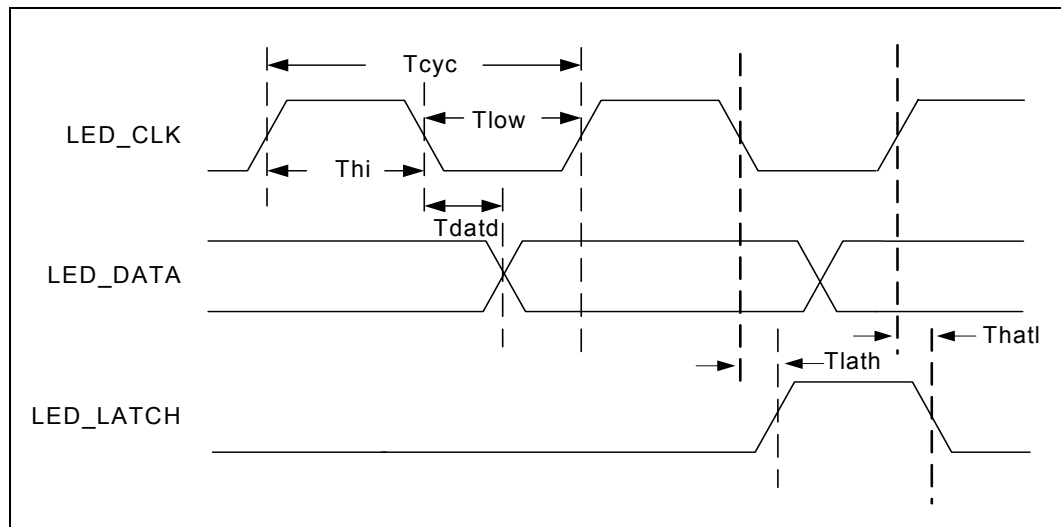 Tcyc
LED_CLK
Tlow
Thi
Tdatd
LED_DATA
Thatl
Tlath
LED_LATCH